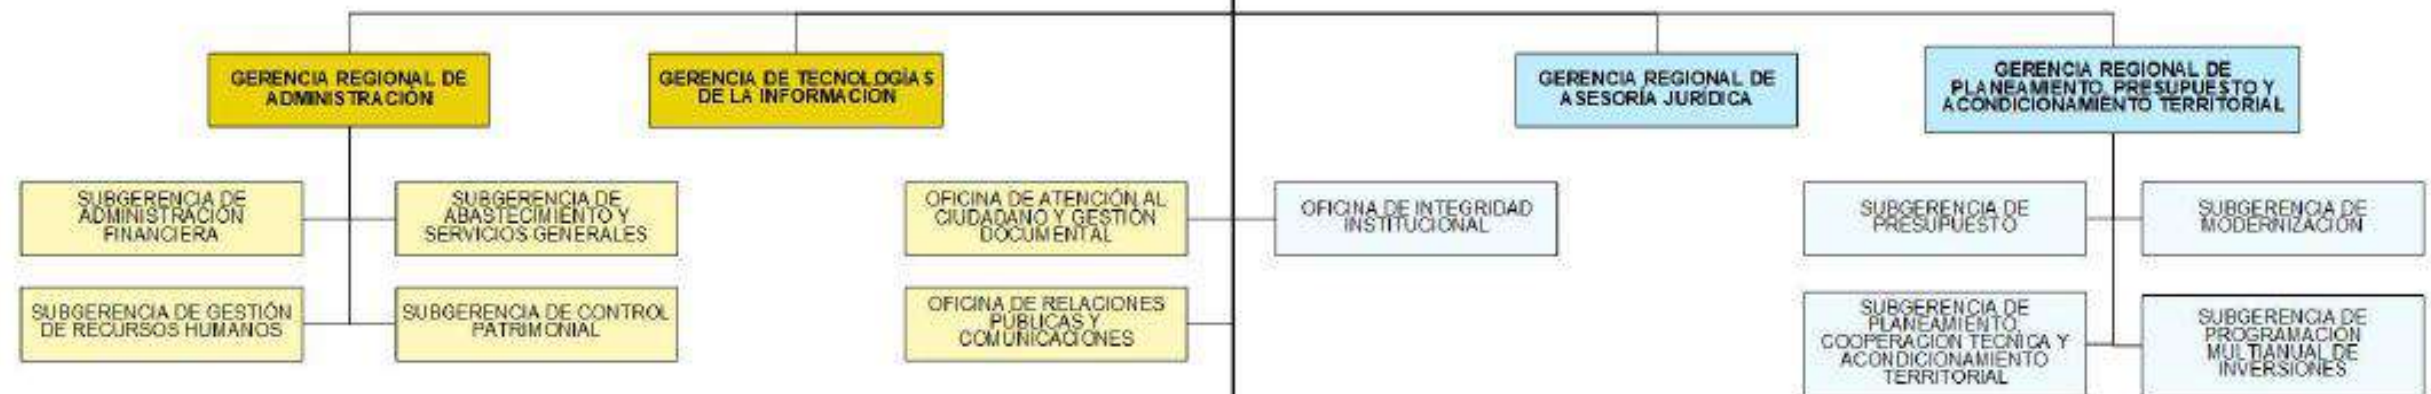 GERENCIA REGIONAL DE
ADMINISTRACIÓN
GERENCIA DE TECNOLOGÍAS
DE LA INFORMACION
GERENCIA REGIONAL DE
ASESORÍA JURÍDICA
GERENCIA REGIONAL DE
PLANEAMIENTO, PRESUPUESTO Y
ACONDICIONAMIENTO TERRITORIAL
SUBGERENCIA DE
ADMINISTRACIÓN
FINANCIERA
SUBGERENCIA DE
ABASTECIMIENTO Y
SERVICIOS GENERALES
OFICINA DE ATENCIÓN AL
CIUDADANO Y GESTIÓN
DOCUMENTAL
OFICINA DE INTEGRIDAD
INSTITUCIONAL
SUBGERENCIA DE
PRESUPUESTO
SUBGERENCIA DE
MODERNIZACIÓN
SUBGERENCIA DE GESTIÓN
DE RECURSOS HUMANOS
SUBGERENCIA DE CONTROL
PATRIMONIAL
OFICINA DE RELACIONES
PÚBLICAS Y
COMUNICACIONES
SUBGERENCIA DE
PLANEAMIENTO,
COOPERACIÓN TÉCNICA Y
ACONDICIONAMIENTO
TERRITORIAL
SUBGERENCIA DE
PROGRAMACIÓN
MULTIANUAL DE
INVERSIONES